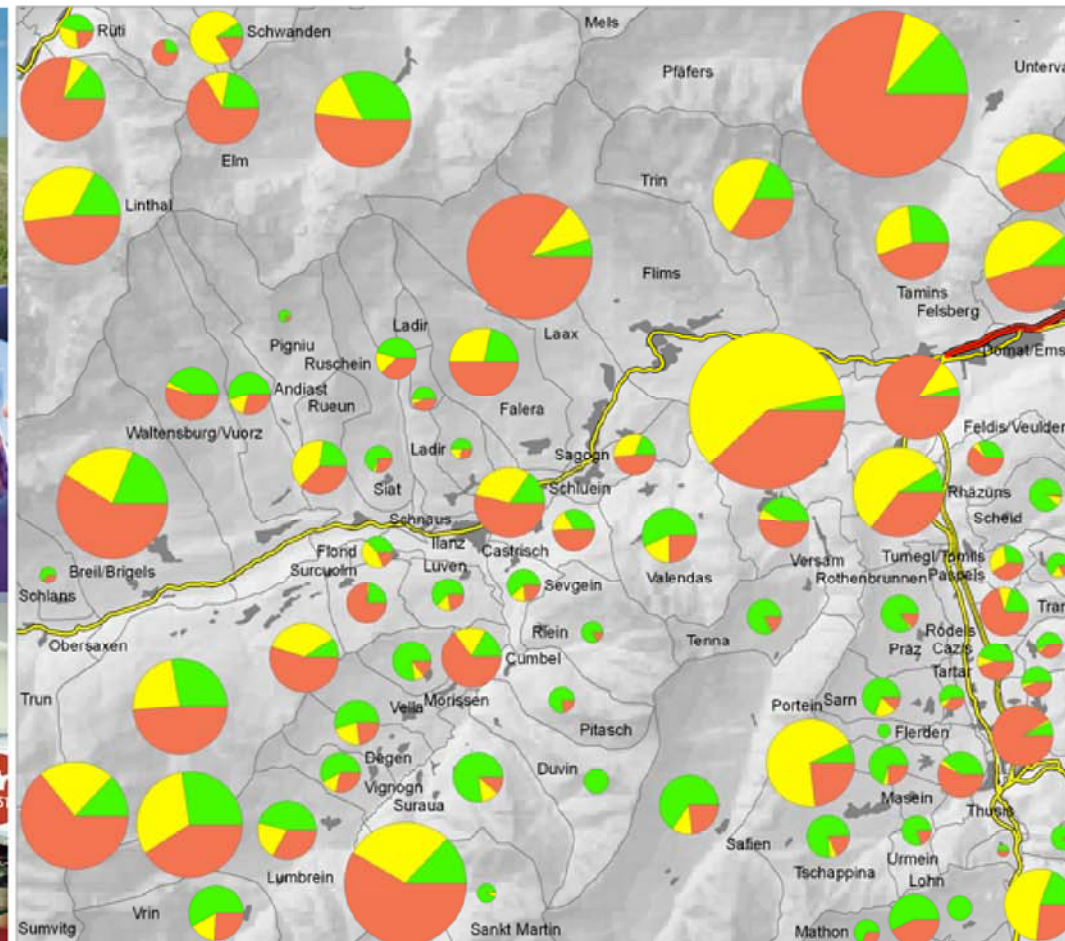 Mels
Rüti
Schwanden
Pfäfers
Unterva
Elm
Trin
Linthal
Flims
Tamins
Felsberg
Ladir
Laax
Pigniu
Domat/Ems
Ruschein
Andiast
Rueun
Falera
Waltensburg/Vuorz
Feldis/Veulden
Ladir
Sagogn
Siat
Schluein
Rhäzüns
Scheid
Schnaus
Ilanz
Castrisch
Flond
Surcuolm
Luven
Versam
Tumegl/Tomils
Rothenbrunnen
Paspels
Valendas
Breil/Brigels
Schlans
Sevgein
Tran
Obersaxen
Riein
Tenna
Präz
Rodels
Cazis
Cumbel
Tartar
Trun
Vella
Morissen
Portein
Sarn
Pitasch
Flerden
Degen
Duvin
Vignogn
Suraua
Masein
Thusis
Safien
Tschappina
Urmein
Lohn
Lumbrein
Vrin
Sumvitg
Sankt Martin
Mathon